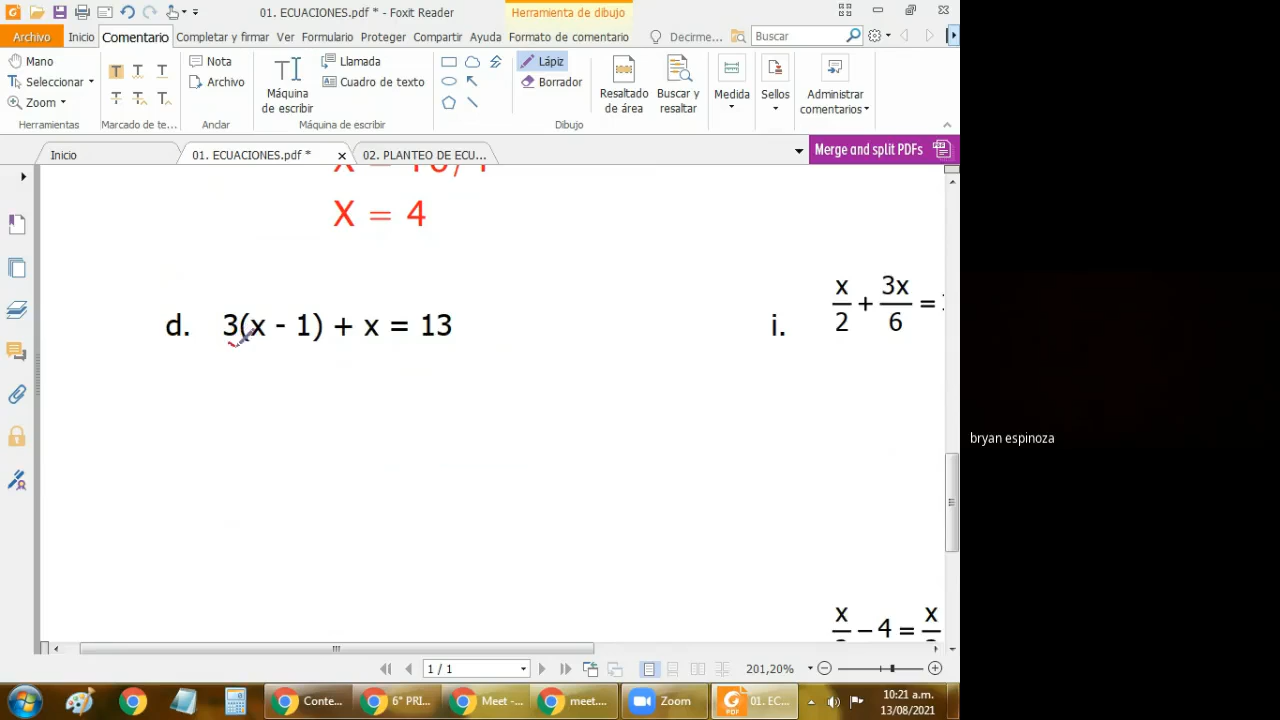 01. ECUACIONES.pdf * - Foxit Reader
Herramienta de dibujo
Archivo
Inicio
Comentario
Completar y firmar
Ver
Formulario
Proteger
Compartir
Ayuda
Formato de comentario
Decirme...
Buscar
Mano
Seleccionar
Zoom
Herramientas
Marcado de te...
Nota
Archivo
Anclar
Máquina
de escribir
Llamada
Cuadro de texto
Máquina de escribir
Lápiz
Borrador
Dibujo
Resaltado
de área
Buscar y
resaltar
Medida
Sellos
Administrar
comentarios
Inicio
01. ECUACIONES.pdf *
02. PLANTEO DE ECU...
Merge and split PDFs
X = 16/4
X = 4
d. 3(x - 1) + x = 13
i. x/2 + 3x/6 =
x
– 4 = x
bryan espinoza
1 / 1
201,20%
Conte...
6° PRI...
Meet -...
meet....
Zoom
01. EC...
10:21 a.m.
13/08/2021